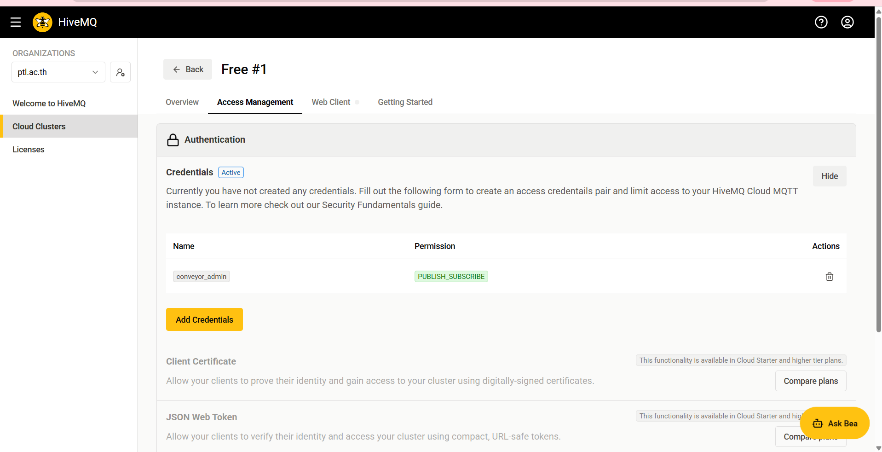 HiveMQ
ORGANIZATIONS
ptl.ac.th
Welcome to HiveMQ
Cloud Clusters
Licenses
Back
Free #1
Overview
Access Management
Web Client
Getting Started
Authentication
Credentials Active
Hide
Currently you have not created any credentials. Fill out the following form to create an access credentails pair and limit access to your HiveMQ Cloud MQTT
instance. To learn more check out our Security Fundamentals guide.
Name Permission Actions
conveyor_admin PUBLISH_SUBSCRIBE
Add Credentials
Client Certificate
This functionality is available in Cloud Starter and higher tier plans.
Allow your clients to prove their identity and gain access to your cluster using digitally-signed certificates.
Compare plans
JSON Web Token
This functionality is available in Cloud Starter and
Allow your clients to verify their identity and access your cluster using compact, URL safe tokens.
Ask Bea